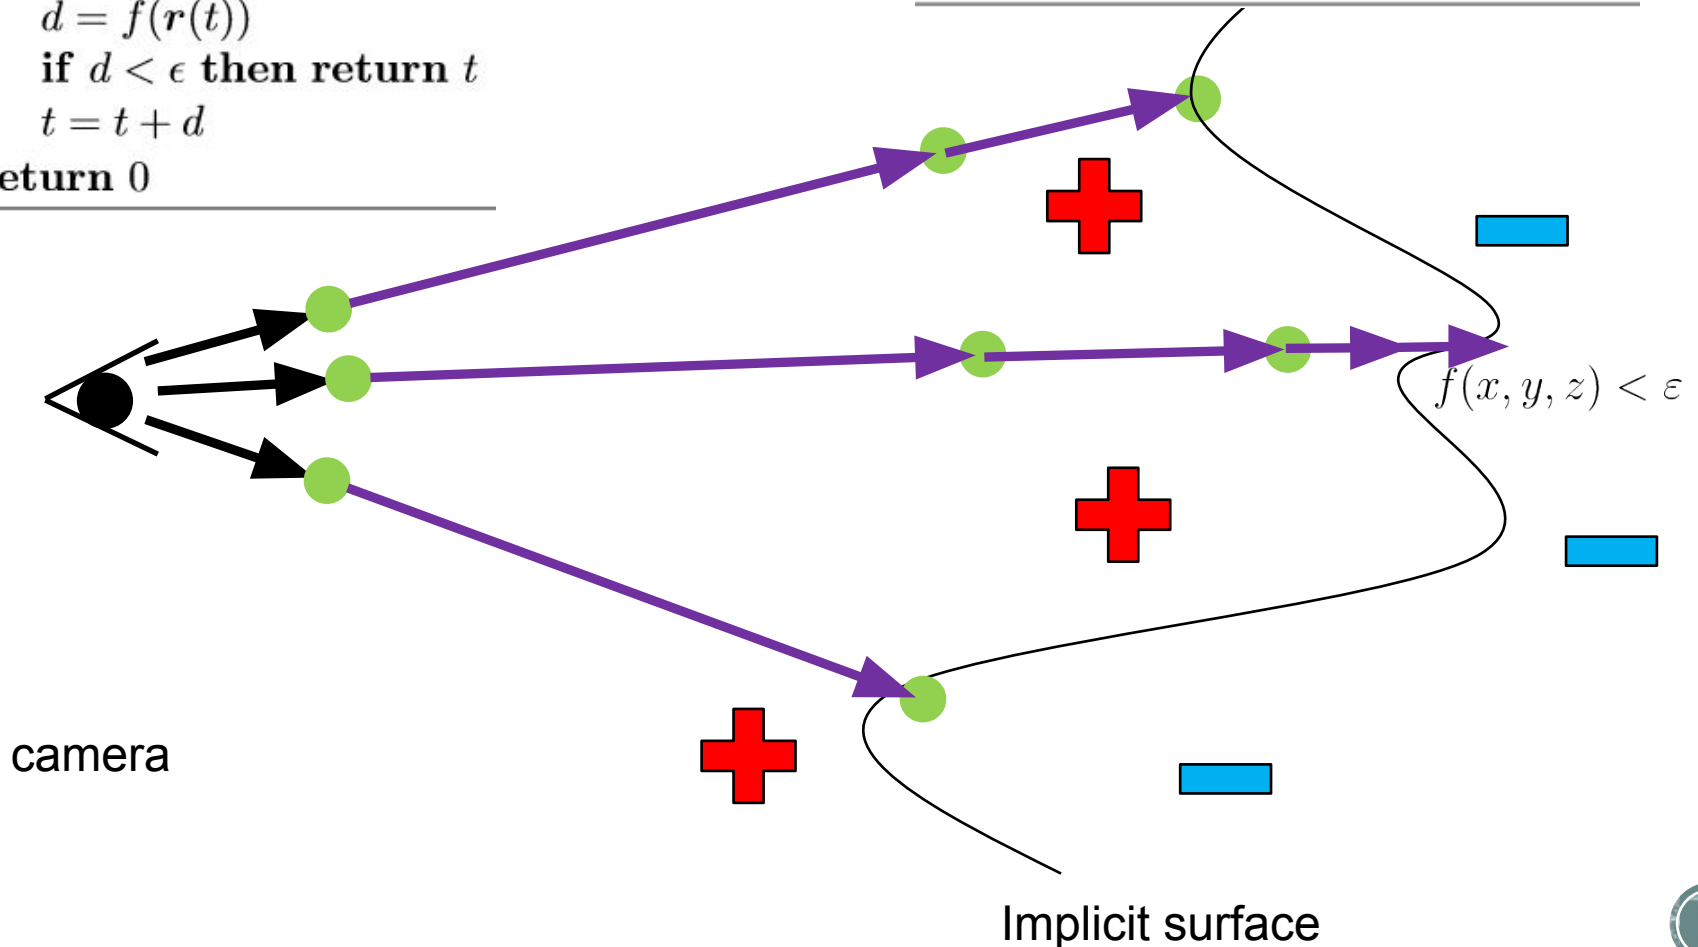 d = f(r(t))
if d < ϵ then return t
t = t + d
eturn 0
f(x, y, z) < ε
camera
Implicit surface